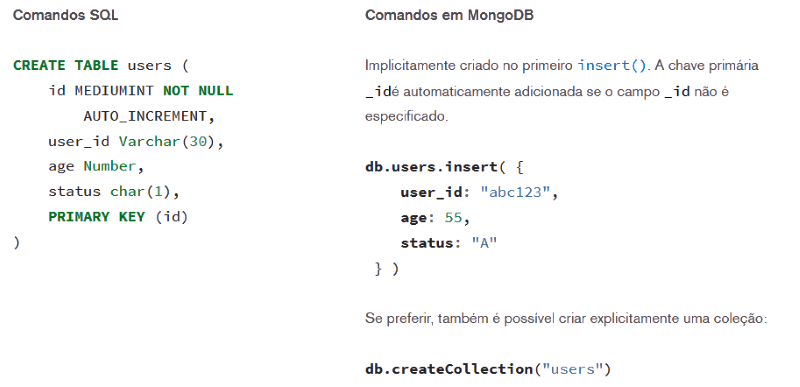 Comandos SQL
CREATE TABLE users (
    id MEDIUMINT NOT NULL
        AUTO_INCREMENT,
    user_id Varchar(30),
    age Number,
    status char(1),
    PRIMARY KEY (id)
)
Comandos em MongoDB
Implicitamente criado no primeiro insert(). A chave primária
_idé automaticamente adicionada se o campo _id não é
especificado.
db.users.insert( {
    user_id: "abc123",
    age: 55,
    status: "A"
 } )
Se preferir, também é possível criar explicitamente uma coleção:
db.createCollection("users")